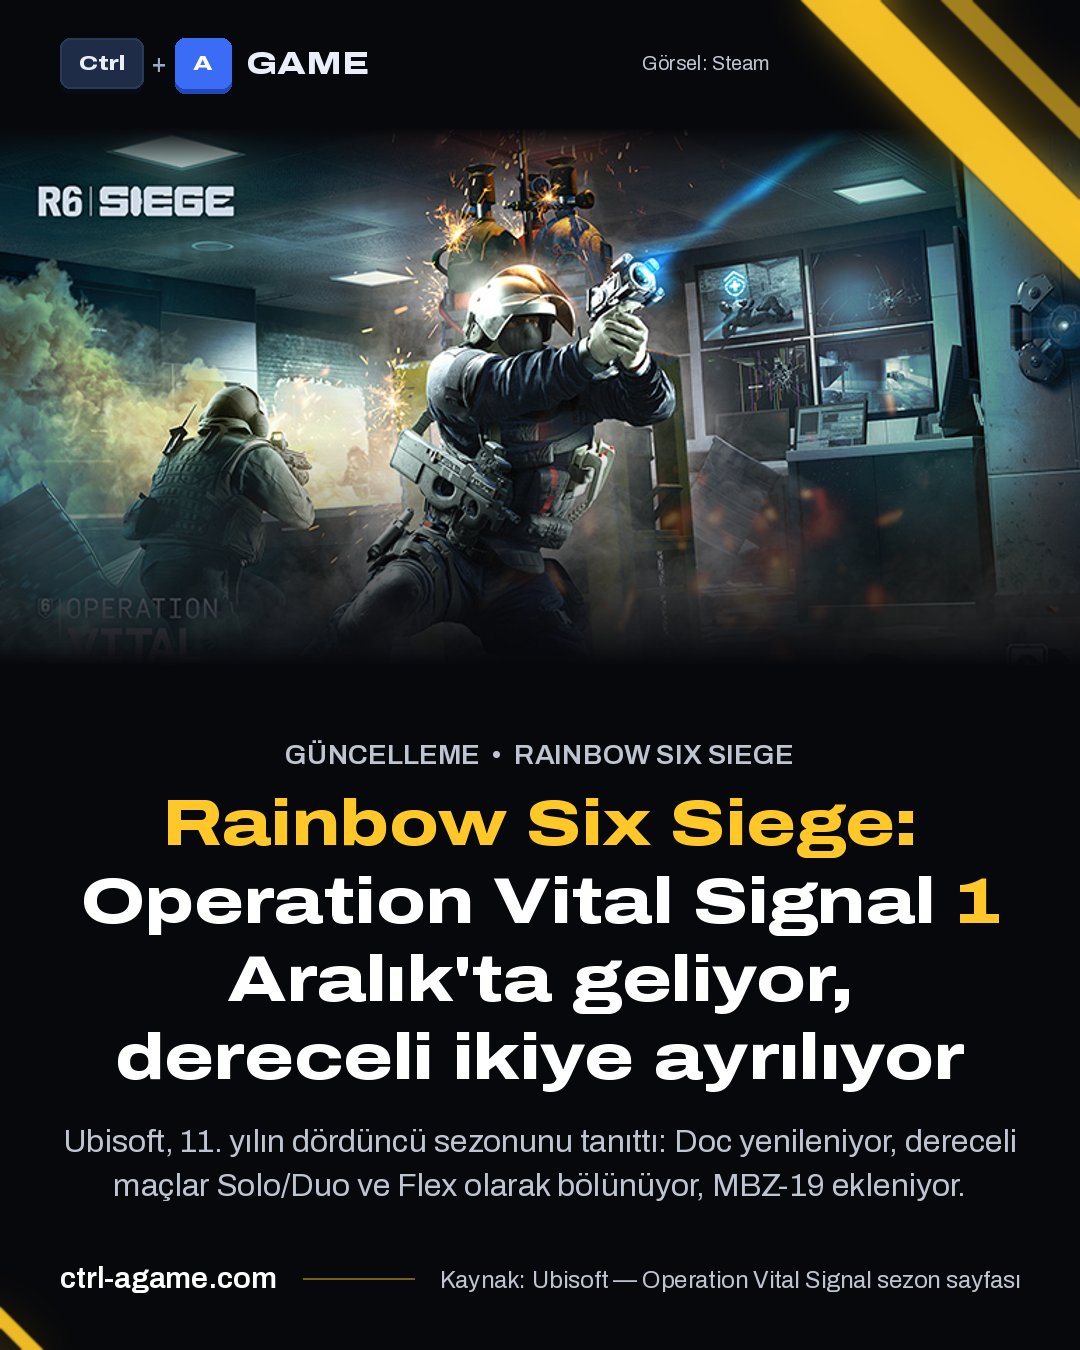 Ctrl + A GAME
Görsel: Steam
R6 | SIEGE
6 OPERATION
VITAL
GÜNCELLEME • RAINBOW SIX SIEGE
Rainbow Six Siege:
Operation Vital Signal 1
Aralık'ta geliyor,
dereceli ikiye ayrılıyor
Ubisoft, 11. yılın dördüncü sezonunu tanıttı: Doc yenileniyor, dereceli
maçlar Solo/Duo ve Flex olarak bölünüyor, MBZ-19 ekleniyor.
ctrl-agame.com
Kaynak: Ubisoft — Operation Vital Signal sezon sayfası